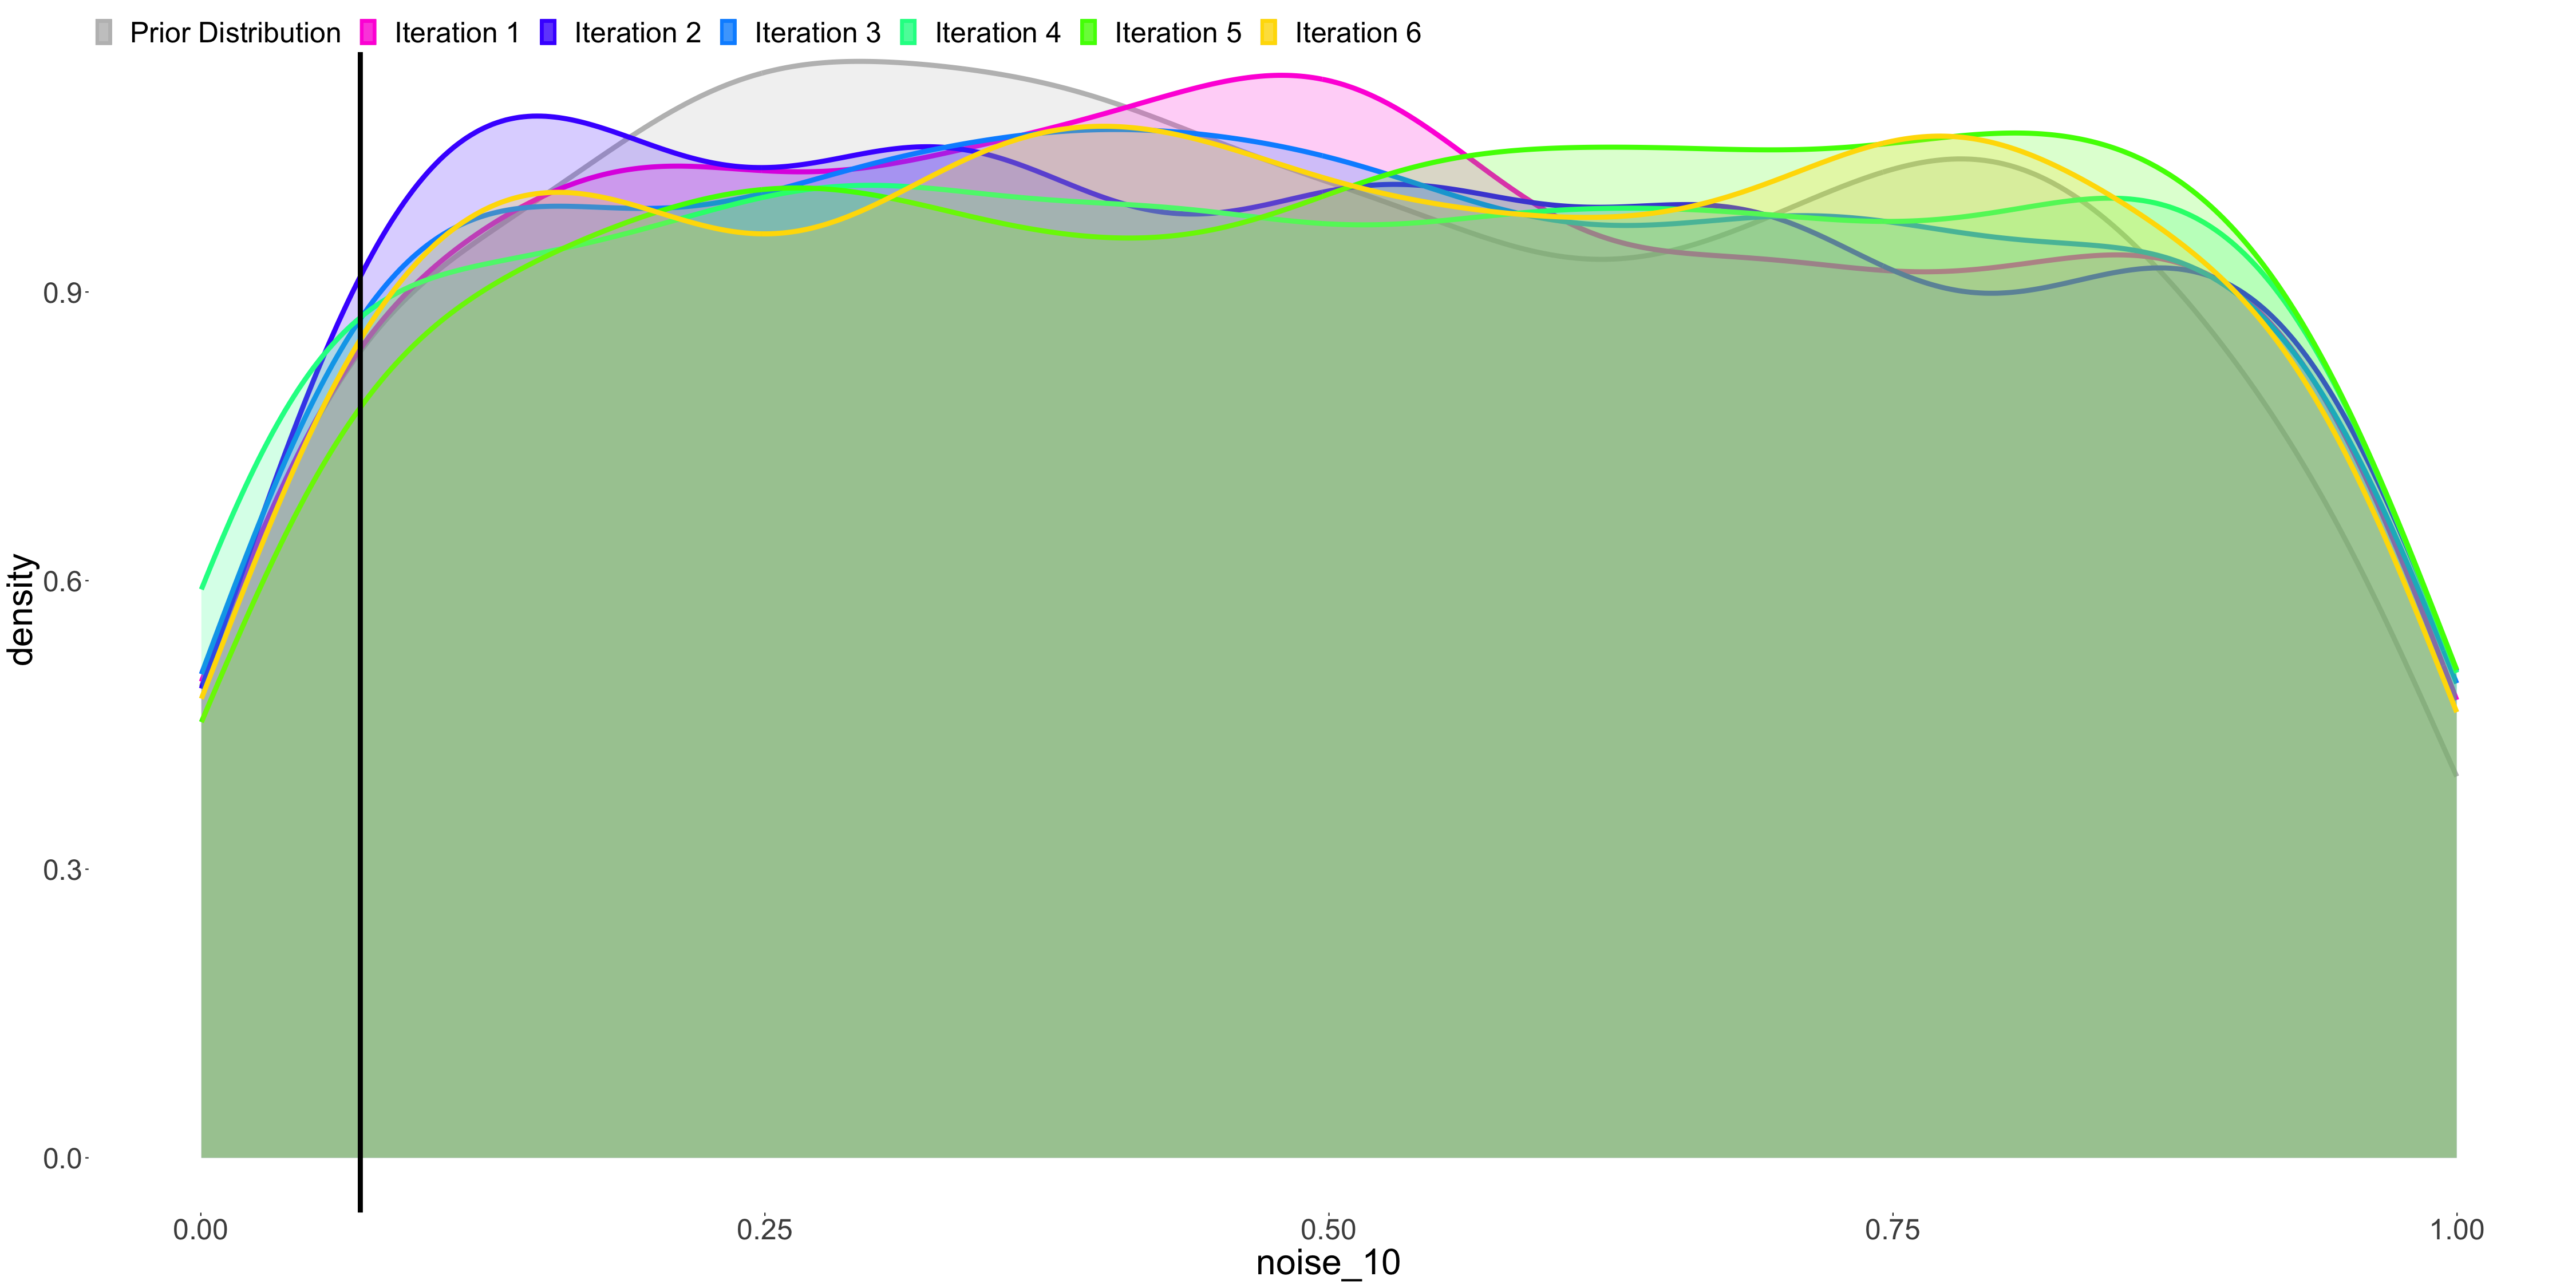 Prior Distribution Iteration 1 Iteration 2 Iteration 3 Iteration 4 Iteration 5 Iteration 6
density
0.9
0.6
0.3
0.0
0.00 0.25 0.50 0.75 1.00
noise_10